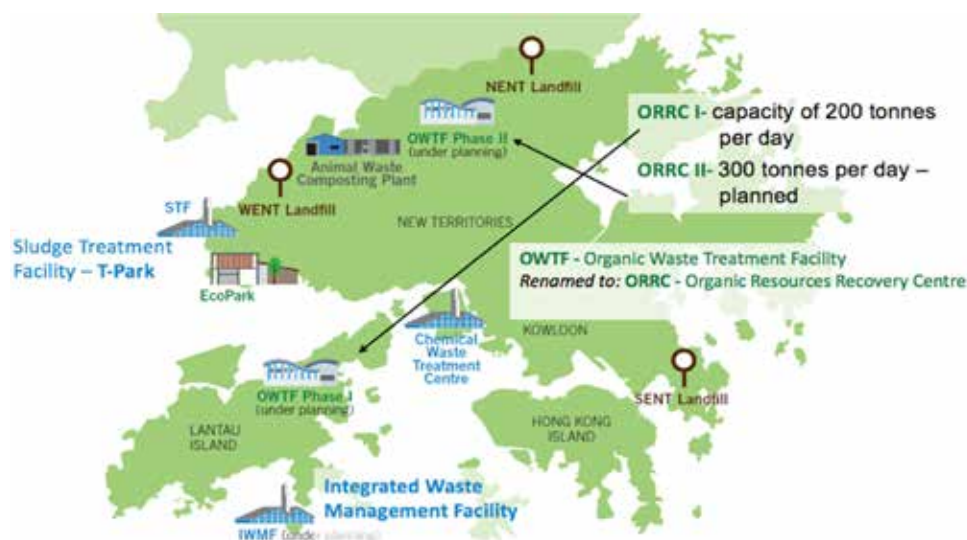 NENT Landfill
ORRC I- capacity of 200 tonnes
per day
ORRC II- 300 tonnes per day –
planned
OWTF Phase II
(under planning)
Animal Waste
Composting Plant
WENT Landfill
STF
NEW TERRITORIES
Sludge Treatment
Facility – T-Park
OWTF - Organic Waste Treatment Facility
Renamed to: ORRC - Organic Resources Recovery Centre
EcoPark
KOWLOON
Chemical
Waste
Treatment
Centre
OWTF Phase I
(under planning)
SENT Landfill
LANTAU
ISLAND
HONG KONG
ISLAND
Integrated Waste
Management Facility
IWMF (under planning)